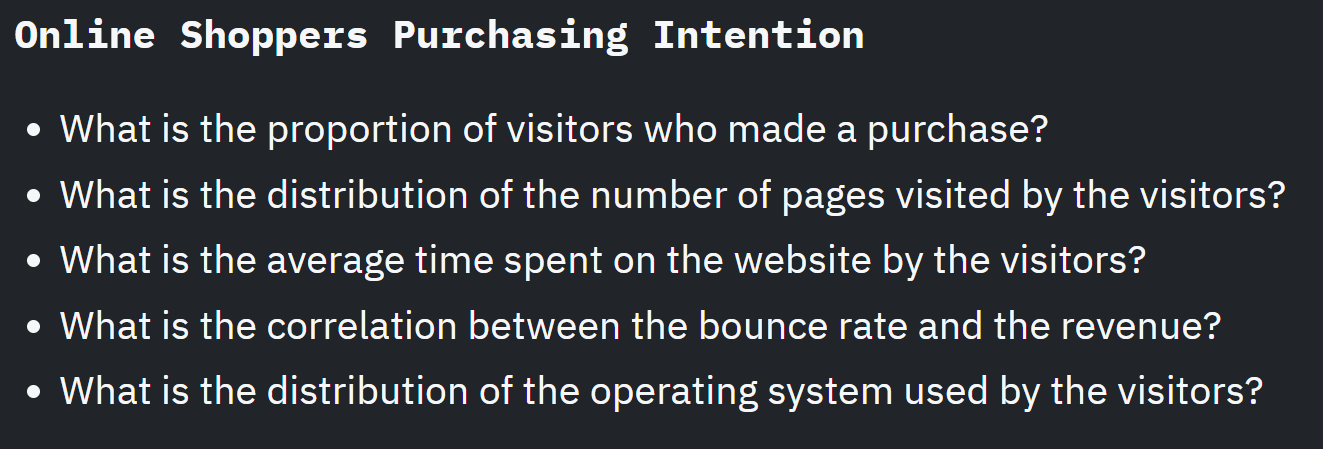 Online Shoppers Purchasing Intention
• What is the proportion of visitors who made a purchase?
• What is the distribution of the number of pages visited by the visitors?
• What is the average time spent on the website by the visitors?
• What is the correlation between the bounce rate and the revenue?
• What is the distribution of the operating system used by the visitors?